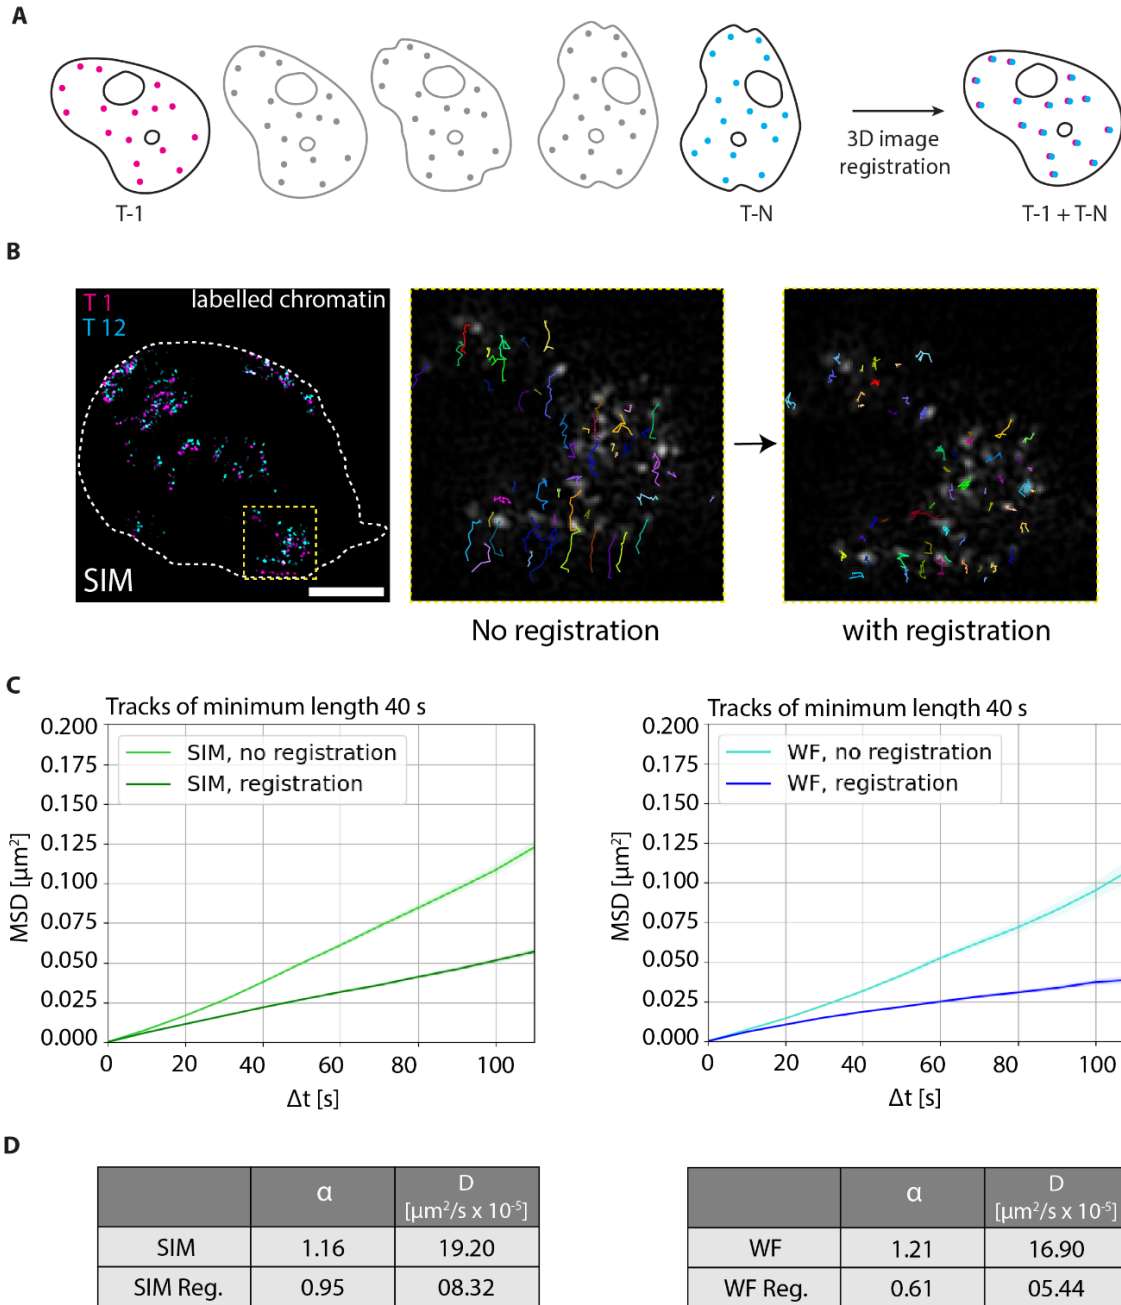 A
T-1
T-N
3D image
registration
T-1 + T-N
B
T 1
T 12
labelled chromatin
SIM
No registration
with registration
C
Tracks of minimum length 40 s
0.200
0.175
0.150
0.125
0.100
0.075
0.050
0.025
0.000
MSD [µm²]
SIM, no registration
SIM, registration
0 20 40 60 80 100
Δt [s]
Tracks of minimum length 40 s
0.200
0.175
0.150
0.125
0.100
0.075
0.050
0.025
0.000
MSD [µm²]
WF, no registration
WF, registration
0 20 40 60 80 100
Δt [s]
D
α D
[µm²/s x 10⁻⁵]
SIM 1.16 19.20
SIM Reg. 0.95 08.32
α D
[µm²/s x 10⁻⁵]
WF 1.21 16.90
WF Reg. 0.61 05.44